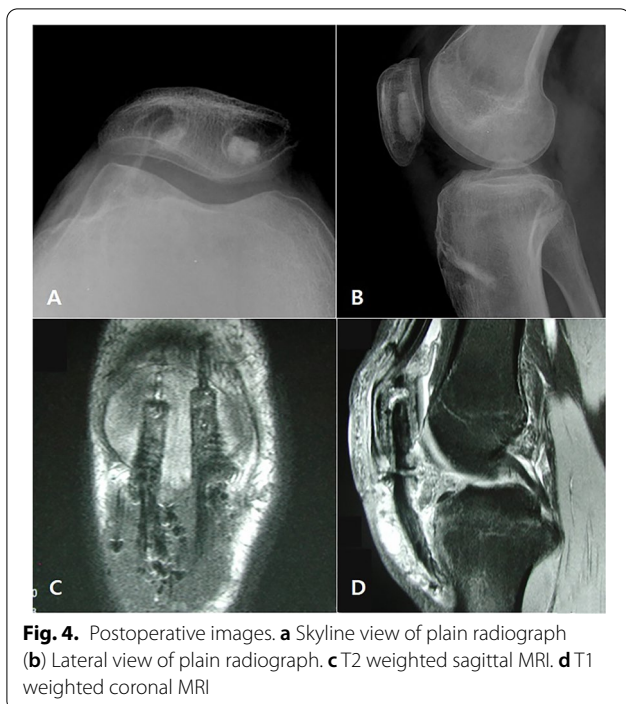 A
B
C
D
Fig. 4. Postoperative images. a Skyline view of plain radiograph
(b) Lateral view of plain radiograph. c T2 weighted sagittal MRI. d T1
weighted coronal MRI